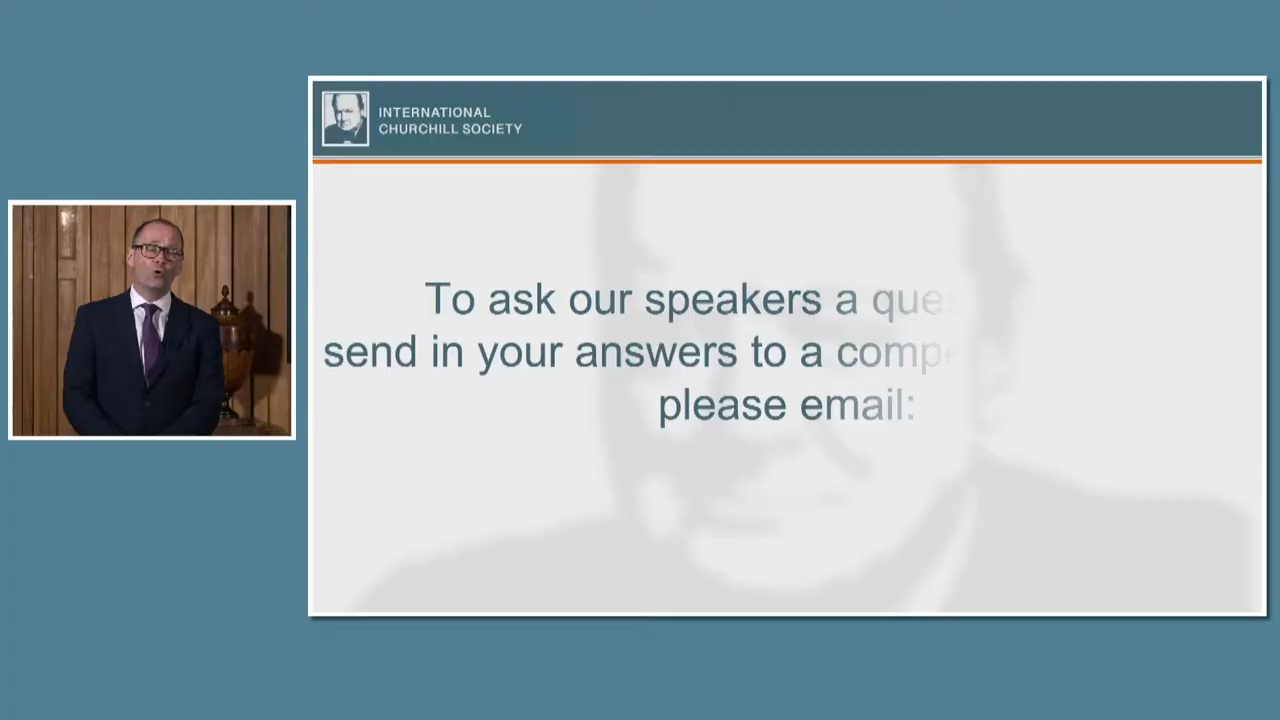 INTERNATIONAL
CHURCHILL SOCIETY
To ask our speakers a
send in your answers to a
please email: